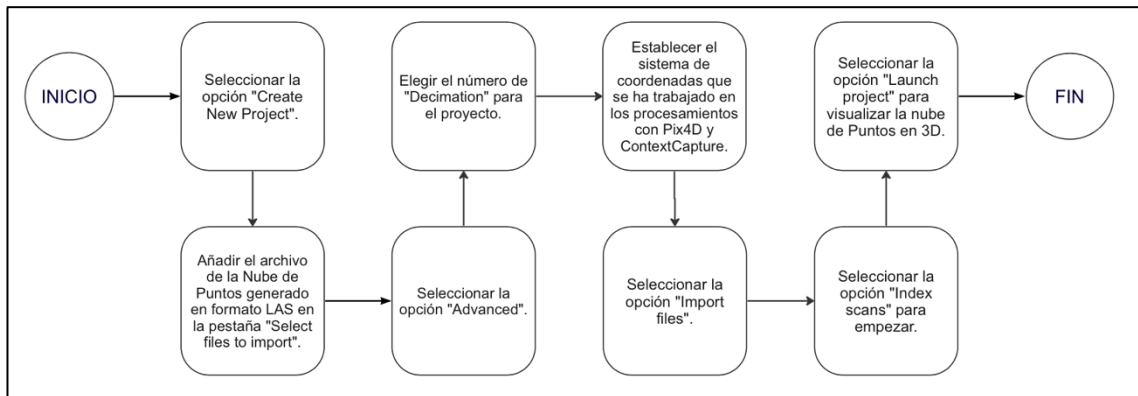 INICIO
Seleccionar la
opción "Create
New Project".
Añadir el archivo
de la Nube de
Puntos generado
en formato LAS en
la pestaña "Select
files to import".
Seleccionar la
opción "Advanced".
Elegir el número de
"Decimation" para
el proyecto.
Establecer el
sistema de
coordenadas que
se ha trabajado en
los procesamientos
con Pix4D y
ContextCapture.
Seleccionar la
opción "Import
files".
Seleccionar la
opción "Index
scans" para
empezar.
Seleccionar la
opción "Launch
project" para
visualizar la nube
de Puntos en 3D.
FIN